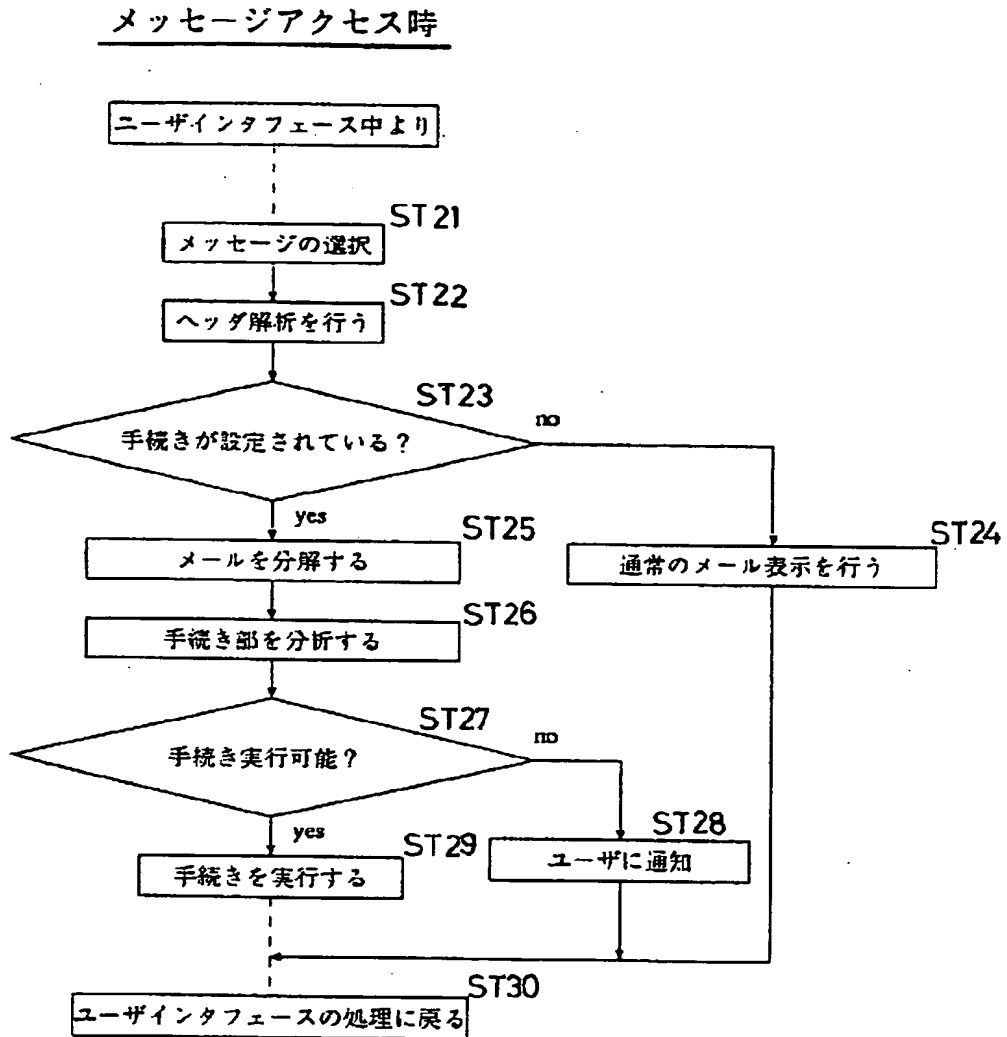 メッセージアクセス時
ユーザインタフェース中より
ST21
メッセージの選択
ST22
ヘッダ解析を行う
ST23
手続きが設定されている?
no
yes
ST25
メールを分解する
ST24
通常のメール表示を行う
ST26
手続き部を分析する
ST27
手続き実行可能?
no
yes
ST28
ユーザに通知
ST29
手続きを実行する
ST30
ユーザインタフェースの処理に戻る